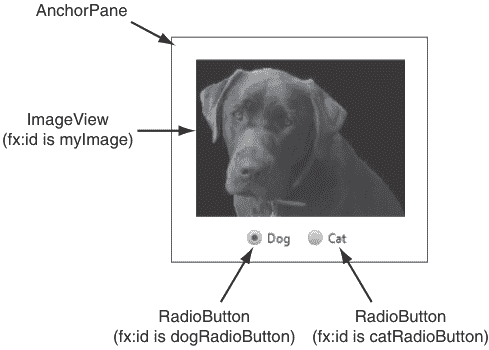 AnchorPane
ImageView
(fx:id is myImage)
Dog
Cat
RadioButton
(fx:id is dogRadioButton)
RadioButton
(fx:id is catRadioButton)